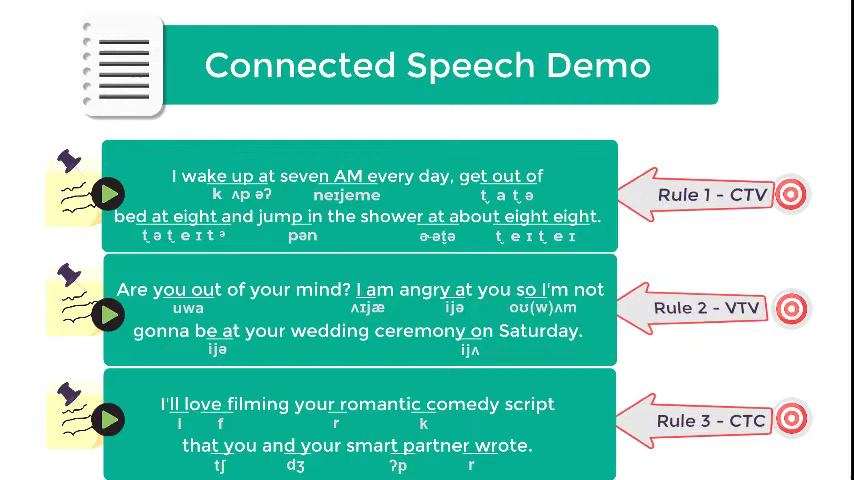 Connected Speech Demo
I wake up at seven AM every day, get out of
k ʌp əʔ neɪjeme t̬ a t̬ ə
bed at eight and jump in the shower at about eight eight.
t̬ ə t̬ e ɪ t ᵊ pən ɚət̬ə t̬ e ɪ t̬ e ɪ
Rule 1 - CTV
Are you out of your mind? I am angry at you so I'm not
uwa ʌɪjæ ijə oʊ(w)ʌm
gonna be at your wedding ceremony on Saturday.
ijə ijʌ
Rule 2 - VTV
I'll love filming your romantic comedy script
l f r k
that you and your smart partner wrote.
tʃ dʒ ʔp r
Rule 3 - CTC